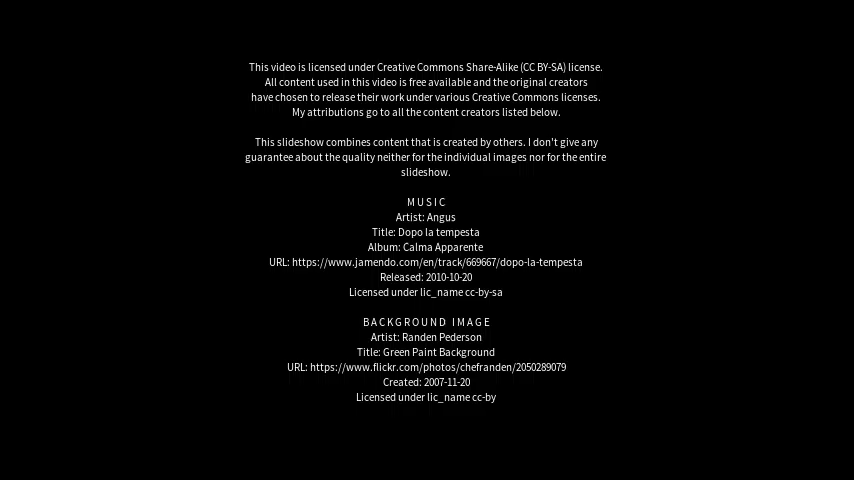 This video is licensed under Creative Commons Share-Alike (CC BY-SA) license.
All content used in this video is free available and the original creators
have chosen to release their work under various Creative Commons licenses.
My attributions go to all the content creators listed below.
This slideshow combines content that is created by others. I don't give any
guarantee about the quality neither for the individual images nor for the entire
slideshow.
MUSIC
Artist: Angus
Title: Dopo la tempesta
Album: Calma Apparente
URL: https://www.jamendo.com/en/track/669667/dopo-la-tempesta
Released: 2010-10-20
Licensed under lic_name cc-by-sa
BACKGROUND IMAGE
Artist: Randen Pederson
Title: Green Paint Background
URL: https://www.flickr.com/photos/chefranden/2050289079
Created: 2007-11-20
Licensed under lic_name cc-by